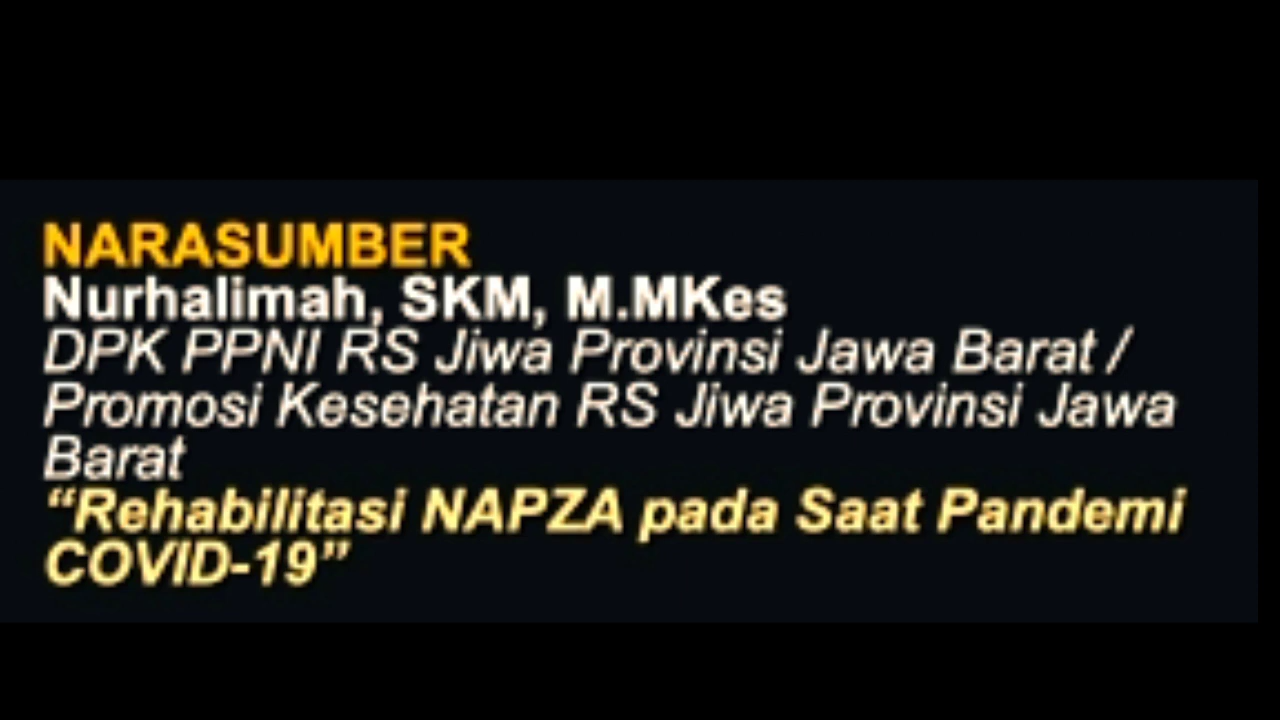 NARASUMBER
Nurhalimah, SKM, M.MKes
DPK PPNI RS Jiwa Provinsi Jawa Barat /
Promosi Kesehatan RS Jiwa Provinsi Jawa
Barat
“Rehabilitasi NAPZA pada Saat Pandemi
COVID-19”